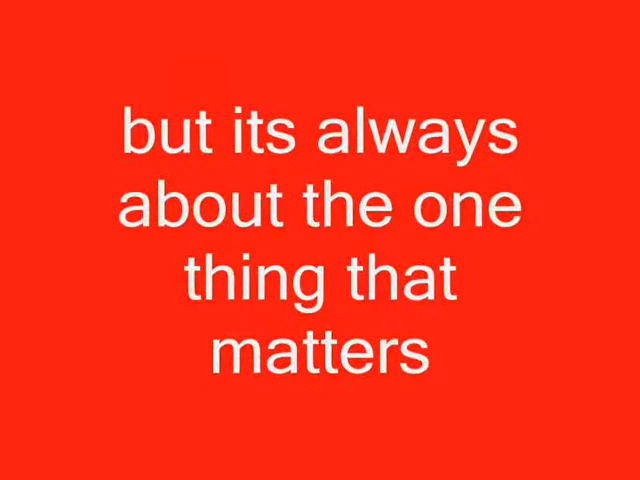 but its always
about the one
thing that
matters